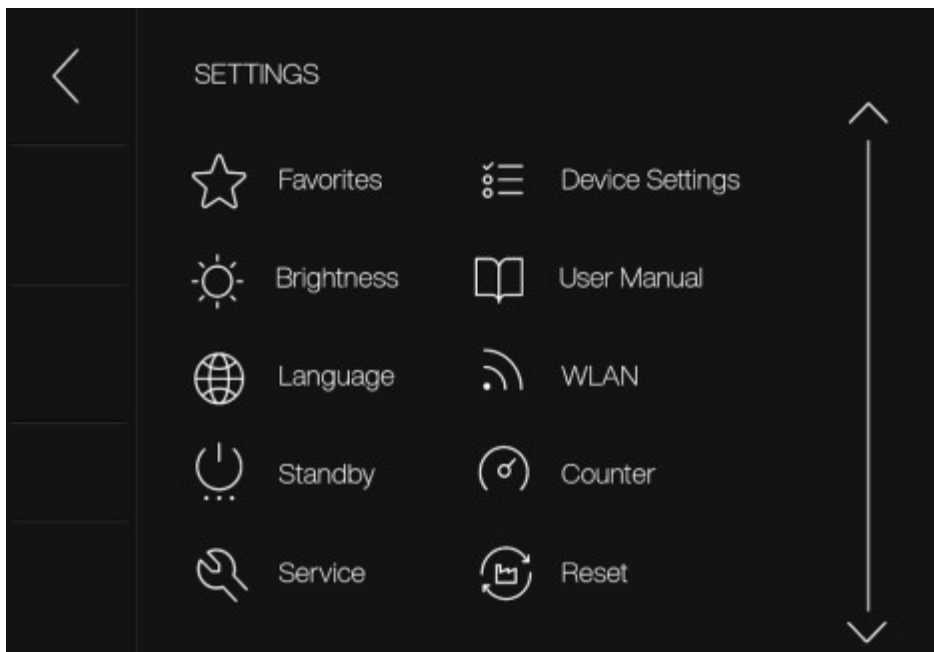 SETTINGS
Favorites
Device Settings
Brightness
User Manual
Language
WLAN
Standby
Counter
Service
Reset